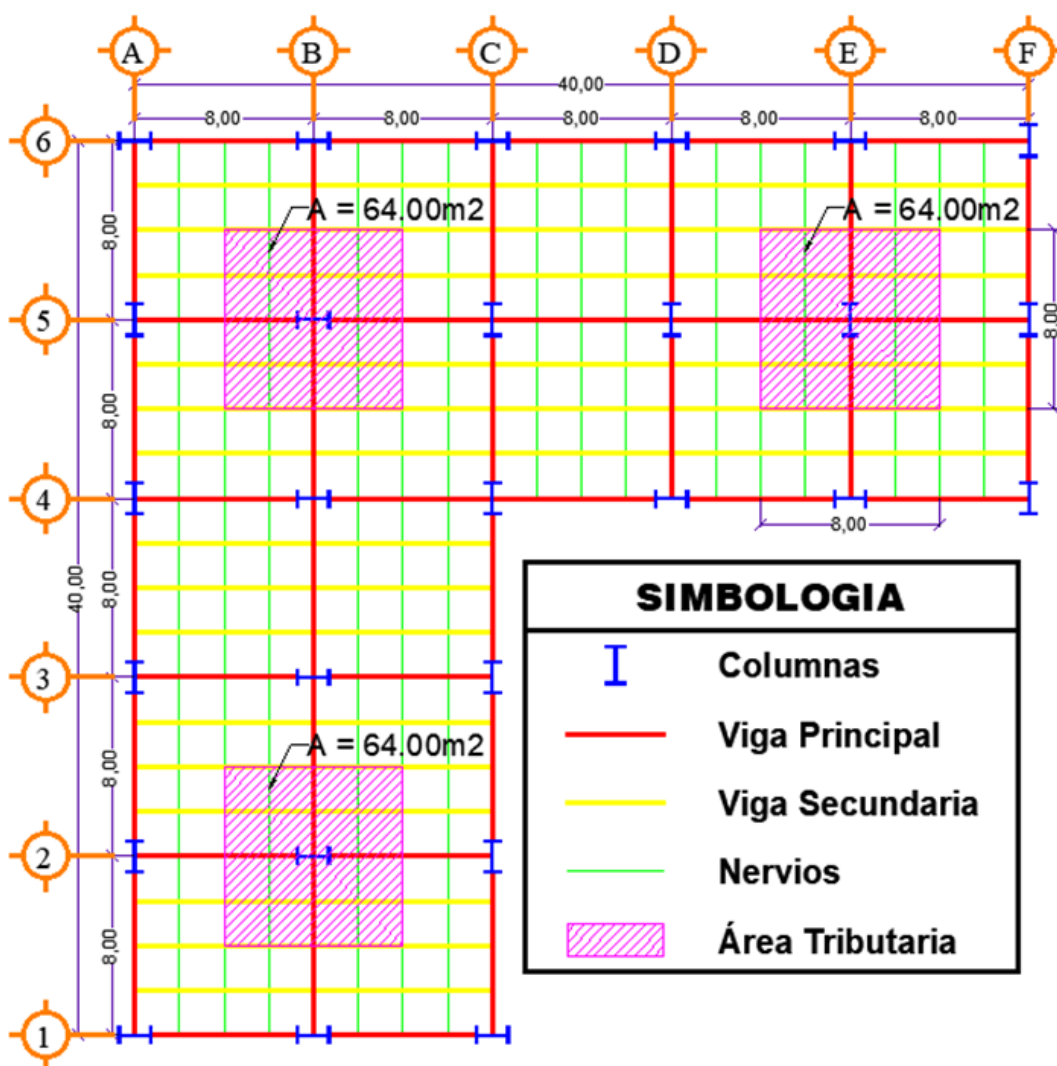 A B C D E F
40,00
8,00 8,00 8,00 8,00 8,00
6
A = 64.00m2 A = 64.00m2
8,00
5
8,00
8,00
4
8,00
40,00
8,00
SIMBOLOGIA
Columnas
3
Viga Principal
A = 64.00m2
8,00
Viga Secundaria
2
Nervios
8,00
Área Tributaria
1